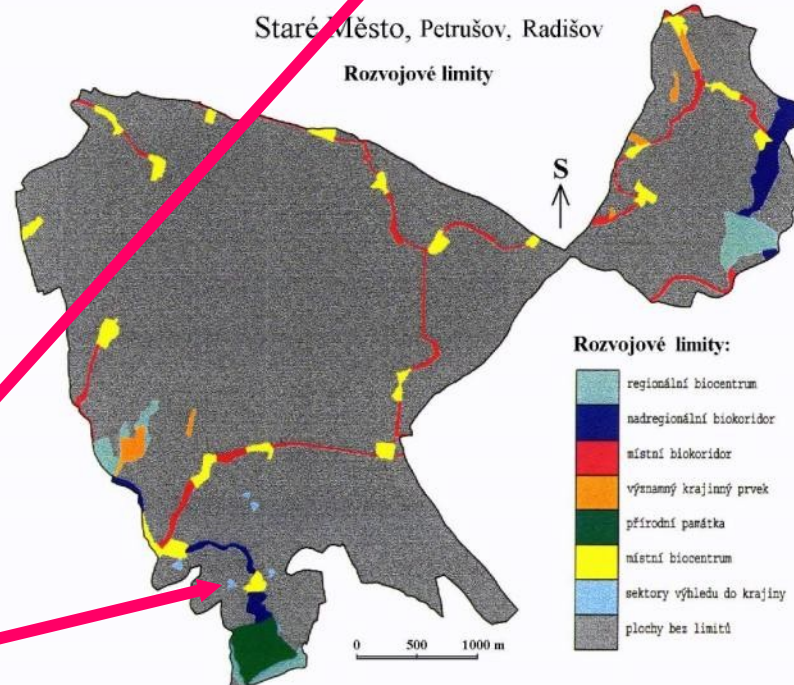 Staré Město, Petrušov, Radišov
Rozvojové limity
S
Rozvojové limity:
regionální biocentrum
nadregionální biokoridor
místní biokoridor
významný krajinný prvek
přírodní památka
místní biocentrum
sektory výhledu do krajiny
plochy bez limitů
0 500 1000 m